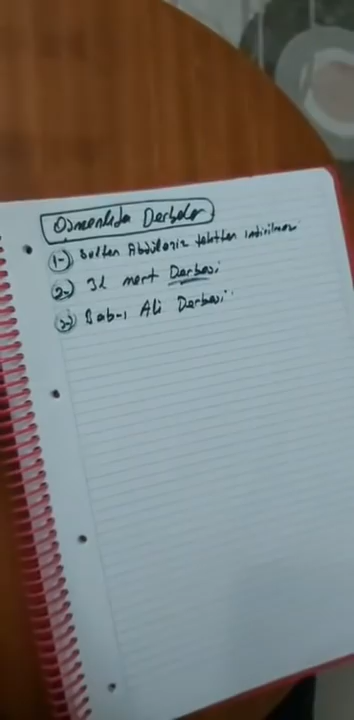 Osmanlıda Darbeler
1-) Sultan Abdülaziz tahttan indirilmesi
2-) 31 mart Darbesi
3-) Bab-ı Ali Darbesi